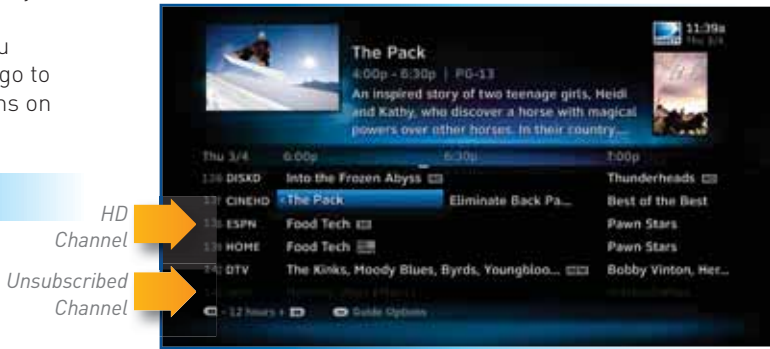 u
go to
ns on
HD
Channel
Unsubscribed
Channel
11:39a
Thu 3/4
The Pack
4:00p - 6:30p | PG-13
An inspired story of two teenage girls, Heidi
and Kathy, who discover a horse with magical
powers over other horses. In their country....
Thu 3/4 6:00p 6:30p 7:00p
DISKD Into the Frozen Abyss Thunderheads
CINEHD The Pack Eliminate Back Pa... Best of the Best
ESPN Food Tech Pawn Stars
HOME Food Tech Pawn Stars
DTV The Kinks, Moody Blues, Byrds, Youngbloo... Bobby Vinton, Her...
- 12 hours + Guide Options